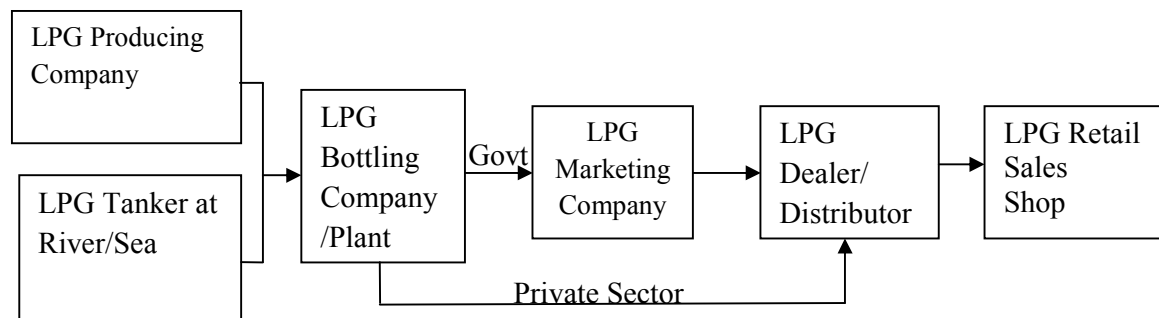 LPG Producing
Company
LPG Tanker at
River/Sea
LPG
Bottling
Company
/Plant
Govt
LPG
Marketing
Company
LPG
Dealer/
Distributor
LPG Retail
Sales
Shop
Private Sector